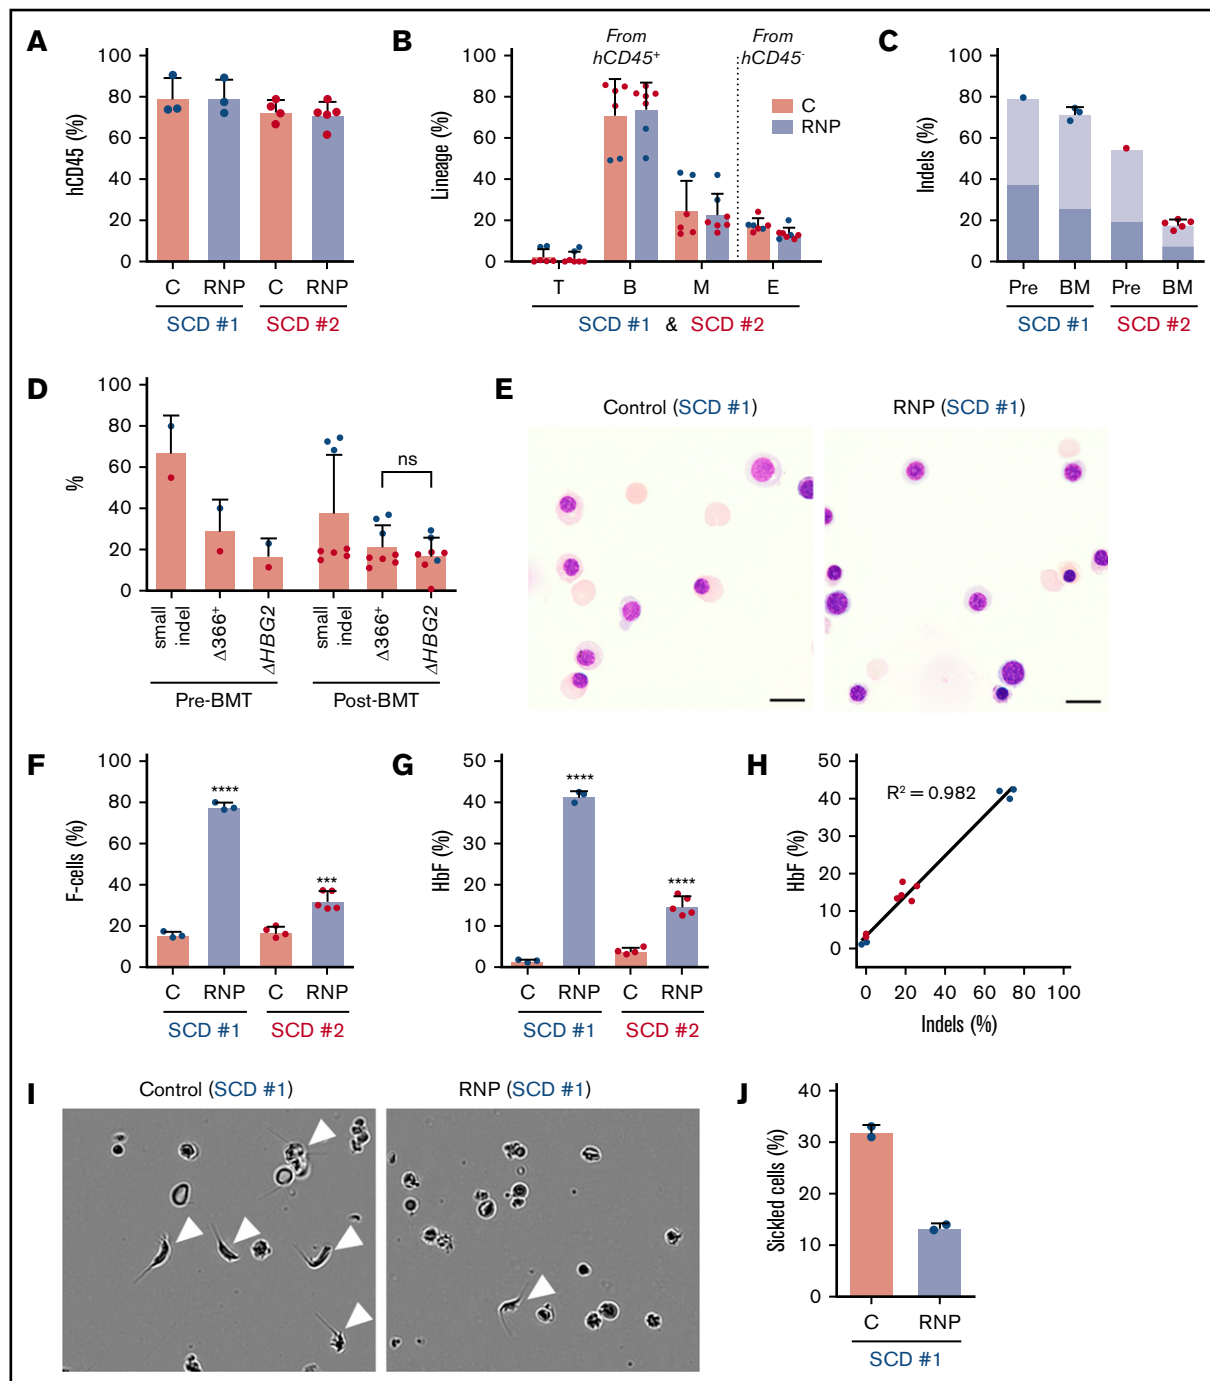 A
100
80
60
40
20
0
hCD45 (%)
C RNP C RNP
SCD #1 SCD #2
B
From hCD45+
From hCD45-
100
80
60
40
20
0
Lineage (%)
C
RNP
T B M E
SCD #1 & SCD #2
C
100
80
60
40
20
0
Indels (%)
Pre BM Pre BM
SCD #1 SCD #2
D
100
80
60
40
20
0
%
ns
small indel
Δ366+
ΔHBG2
small indel
Δ366+
ΔHBG2
Pre-BMT Post-BMT
E
Control (SCD #1) RNP (SCD #1)
F
100
80
60
40
20
0
F-cells (%)
****
***
C RNP C RNP
SCD #1 SCD #2
G
50
40
30
20
10
0
HbF (%)
****
****
C RNP C RNP
SCD #1 SCD #2
H
50
40
30
20
10
0
HbF (%)
R² = 0.982
0 20 40 60 80 100
Indels (%)
I
Control (SCD #1) RNP (SCD #1)
J
40
30
20
10
0
Sickled cells (%)
C RNP
SCD #1